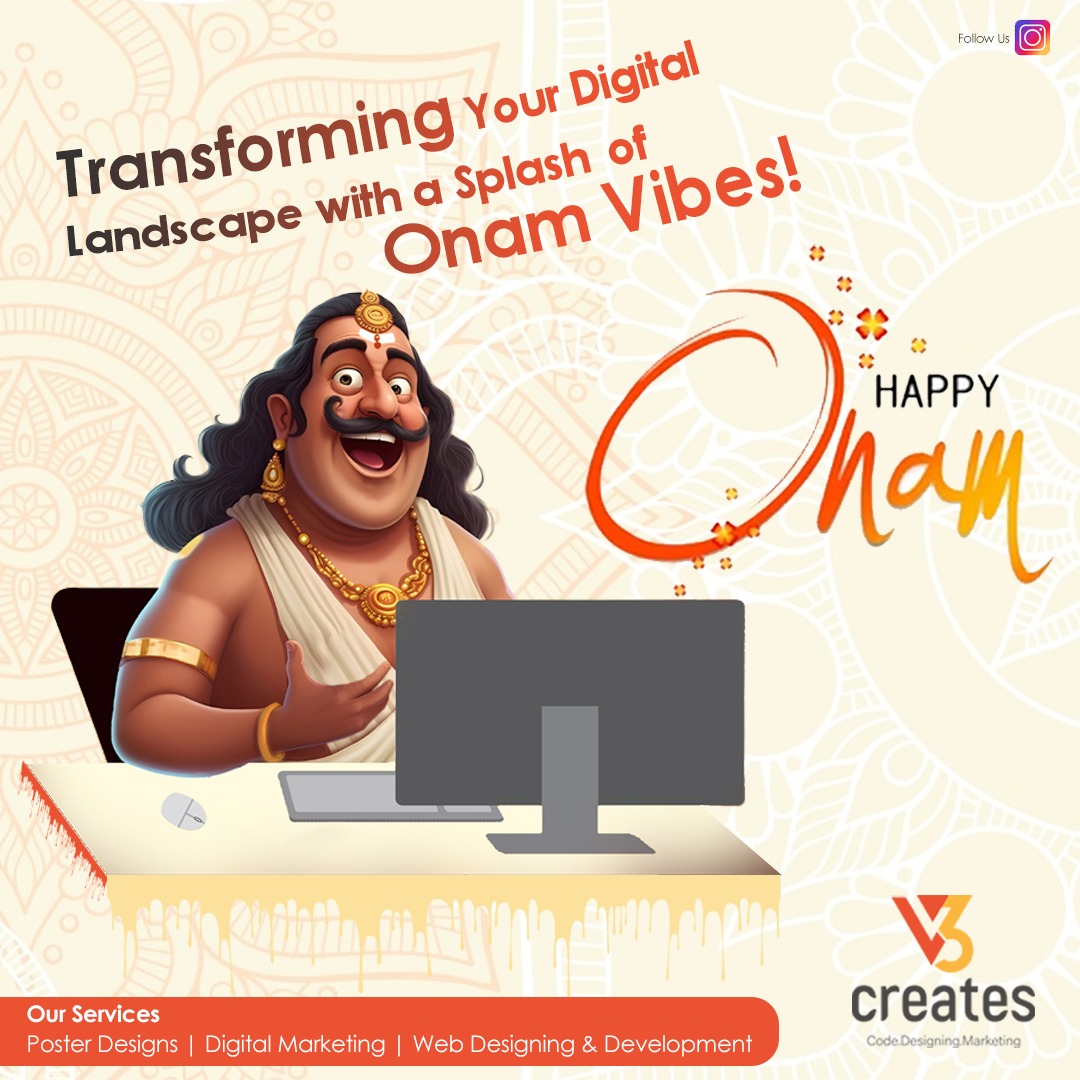 Follow Us
Transforming Your Digital
Landscape with a Splash of
Onam Vibes!
HAPPY
Onam
V3
creates
Code.Designing.Marketing
Our Services
Poster Designs | Digital Marketing | Web Designing & Development